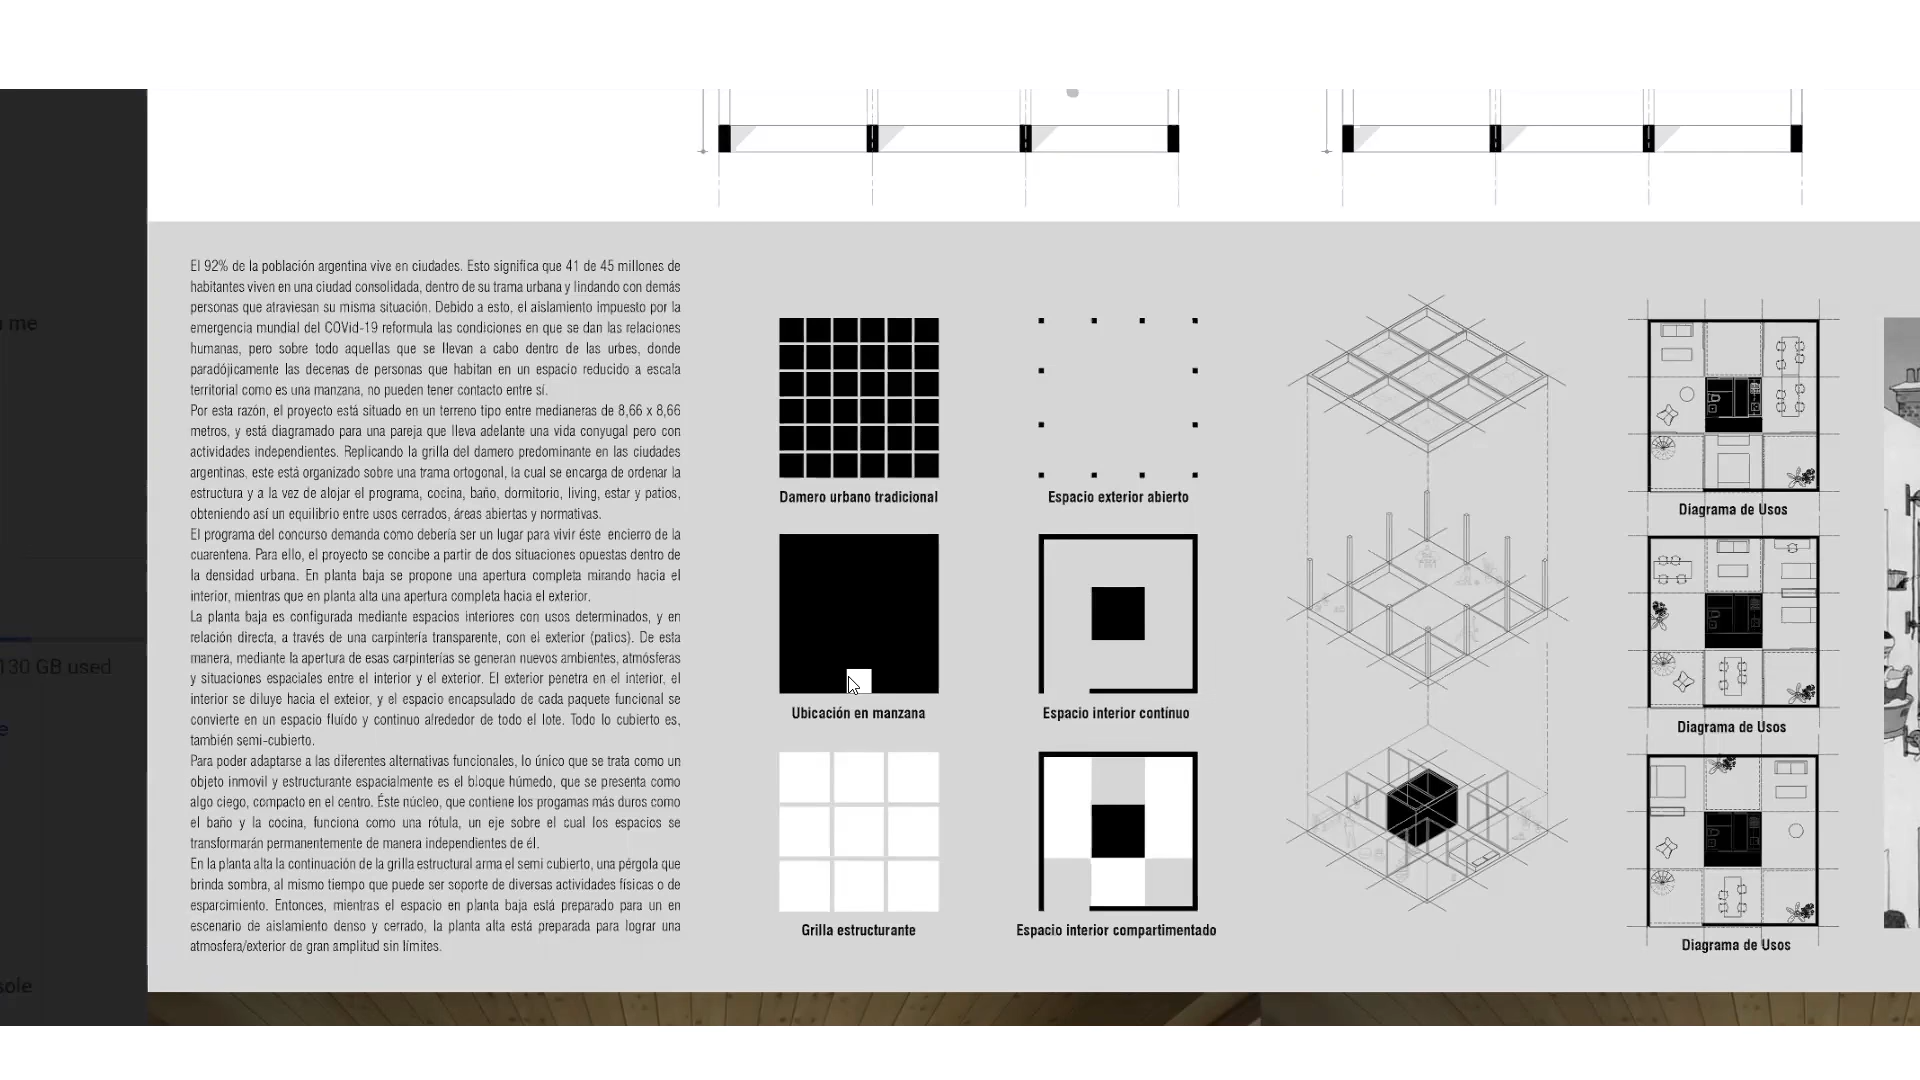 me
130 GB used
e
sole
El 92% de la población argentina vive en ciudades. Esto significa que 41 de 45 millones de
habitantes viven en una ciudad consolidada, dentro de su trama urbana y lindando con demás
personas que atraviesan su misma situación. Debido a esto, el aislamiento impuesto por la
emergencia mundial del COVid-19 reformula las condiciones en que se dan las relaciones
humanas, pero sobre todo aquellas que se llevan a cabo dentro de las urbes, donde
paradójicamente las decenas de personas que habitan en un espacio reducido a escala
territorial como es una manzana, no pueden tener contacto entre sí.
Por esta razón, el proyecto está situado en un terreno tipo entre medianeras de 8,66 x 8,66
metros, y está diagramado para una pareja que lleva adelante una vida conyugal pero con
actividades independientes. Replicando la grilla del damero predominante en las ciudades
argentinas, este está organizado sobre una trama ortogonal, la cual se encarga de ordenar la
estructura y a la vez de alojar el programa, cocina, baño, dormitorio, living, estar y patios,
obteniendo así un equilibrio entre usos cerrados, áreas abiertas y normativas.
El programa del concurso demanda como debería ser un lugar para vivir éste encierro de la
cuarentena. Para ello, el proyecto se concibe a partir de dos situaciones opuestas dentro de
la densidad urbana. En planta baja se propone una apertura completa mirando hacia el
interior, mientras que en planta alta una apertura completa hacia el exterior.
La planta baja es configurada mediante espacios interiores con usos determinados, y en
relación directa, a través de una carpintería transparente, con el exterior (patios). De esta
manera, mediante la apertura de esas carpinterías se generan nuevos ambientes, atmósferas
y situaciones espaciales entre el interior y el exterior. El exterior penetra en el interior, el
interior se diluye hacia el exteior, y el espacio encapsulado de cada paquete funcional se
convierte en un espacio fluído y continuo alrededor de todo el lote. Todo lo cubierto es,
también semi-cubierto.
Para poder adaptarse a las diferentes alternativas funcionales, lo único que se trata como un
objeto inmovil y estructurante espacialmente es el bloque húmedo, que se presenta como
algo ciego, compacto en el centro. Éste núcleo, que contiene los progamas más duros como
el baño y la cocina, funciona como una rótula, un eje sobre el cual los espacios se
transformarán permanentemente de manera independientes de él.
En la planta alta la continuación de la grilla estructural arma el semi cubierto, una pérgola que
brinda sombra, al mismo tiempo que puede ser soporte de diversas actividades físicas o de
esparcimiento. Entonces, mientras el espacio en planta baja está preparado para un en
escenario de aislamiento denso y cerrado, la planta alta está preparada para lograr una
atmosfera/exterior de gran amplitud sin límites.
Damero urbano tradicional
Espacio exterior abierto
Ubicación en manzana
Espacio interior contínuo
Grilla estructurante
Espacio interior compartimentado
Diagrama de Usos
Diagrama de Usos
Diagrama de Usos